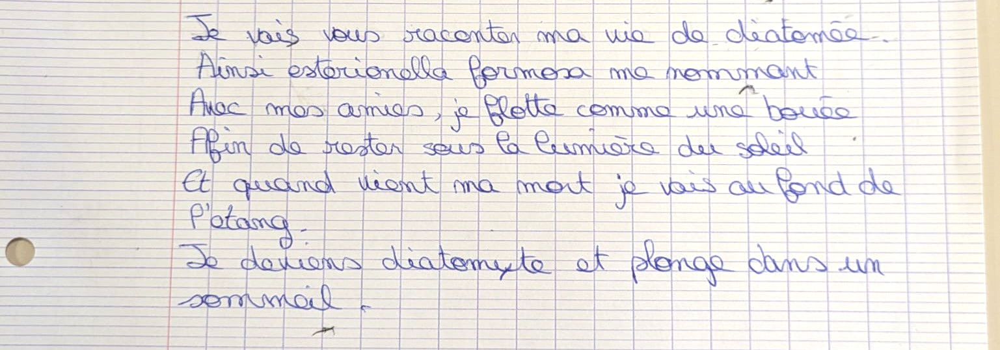 Je vais vous raconter ma vie de diatomée.
Ainsi esterionella formosa me nommant
Avec mes amies, je flotte comme une bouée
Afin de rester sous la lumière du soleil
Et quand vient ma mort je vais au fond de
l'étang.
Je deviens diatomyte et plonge dans un
sommeil.